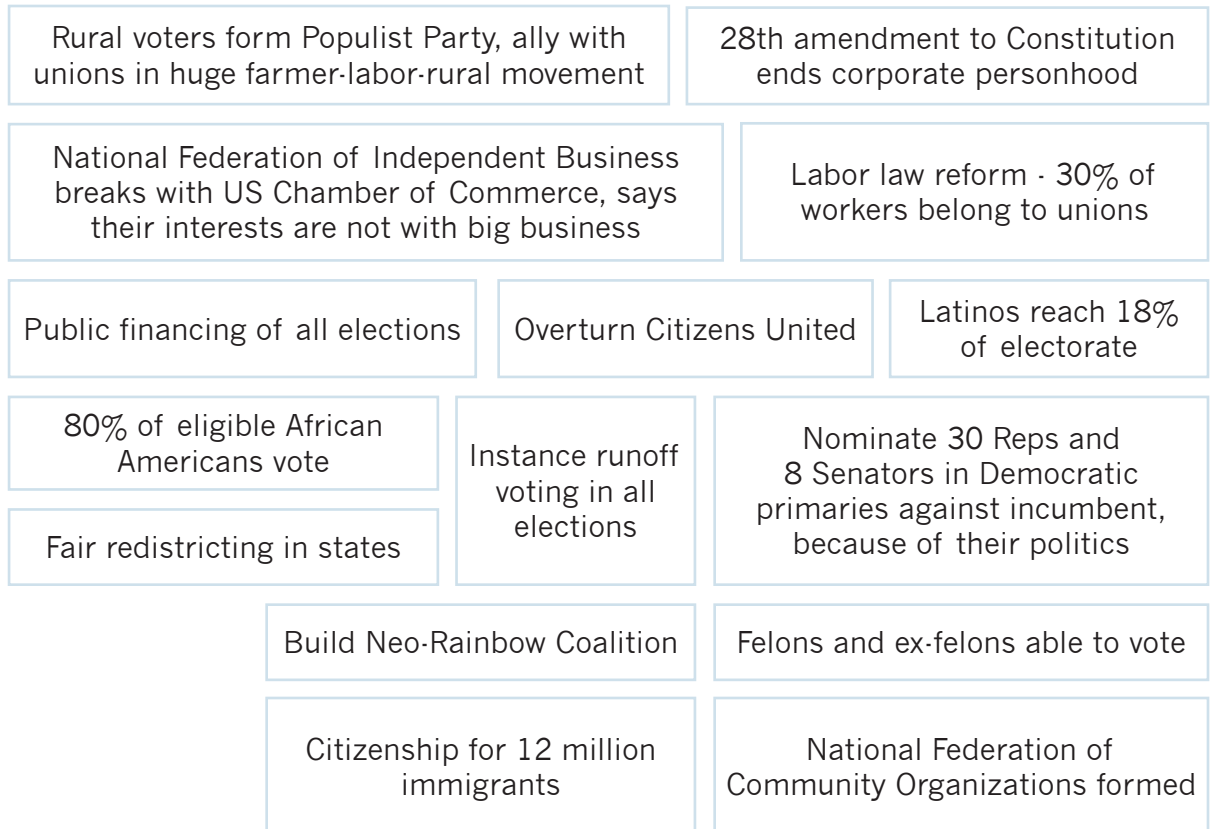 Rural voters form Populist Party, ally with
unions in huge farmer-labor-rural movement
28th amendment to Constitution
ends corporate personhood
National Federation of Independent Business
breaks with US Chamber of Commerce, says
their interests are not with big business
Labor law reform - 30% of
workers belong to unions
Public financing of all elections
Overturn Citizens United
Latinos reach 18%
of electorate
80% of eligible African
Americans vote
Instance runoff
voting in all
elections
Nominate 30 Reps and
8 Senators in Democratic
primaries against incumbent,
because of their politics
Fair redistricting in states
Build Neo-Rainbow Coalition
Felons and ex-felons able to vote
Citizenship for 12 million
immigrants
National Federation of
Community Organizations formed